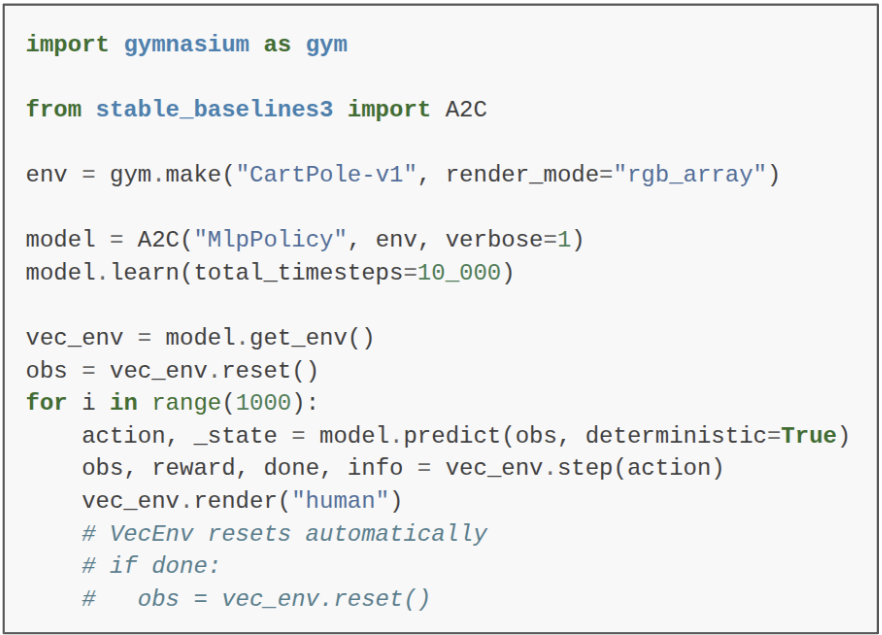 import gymnasium as gym
from stable_baselines3 import A2C
env = gym.make("CartPole-v1", render_mode="rgb_array")
model = A2C("MlpPolicy", env, verbose=1)
model.learn(total_timesteps=10_000)
vec_env = model.get_env()
obs = vec_env.reset()
for i in range(1000):
    action, _state = model.predict(obs, deterministic=True)
    obs, reward, done, info = vec_env.step(action)
    vec_env.render("human")
    # VecEnv resets automatically
    # if done:
    #   obs = vec_env.reset()